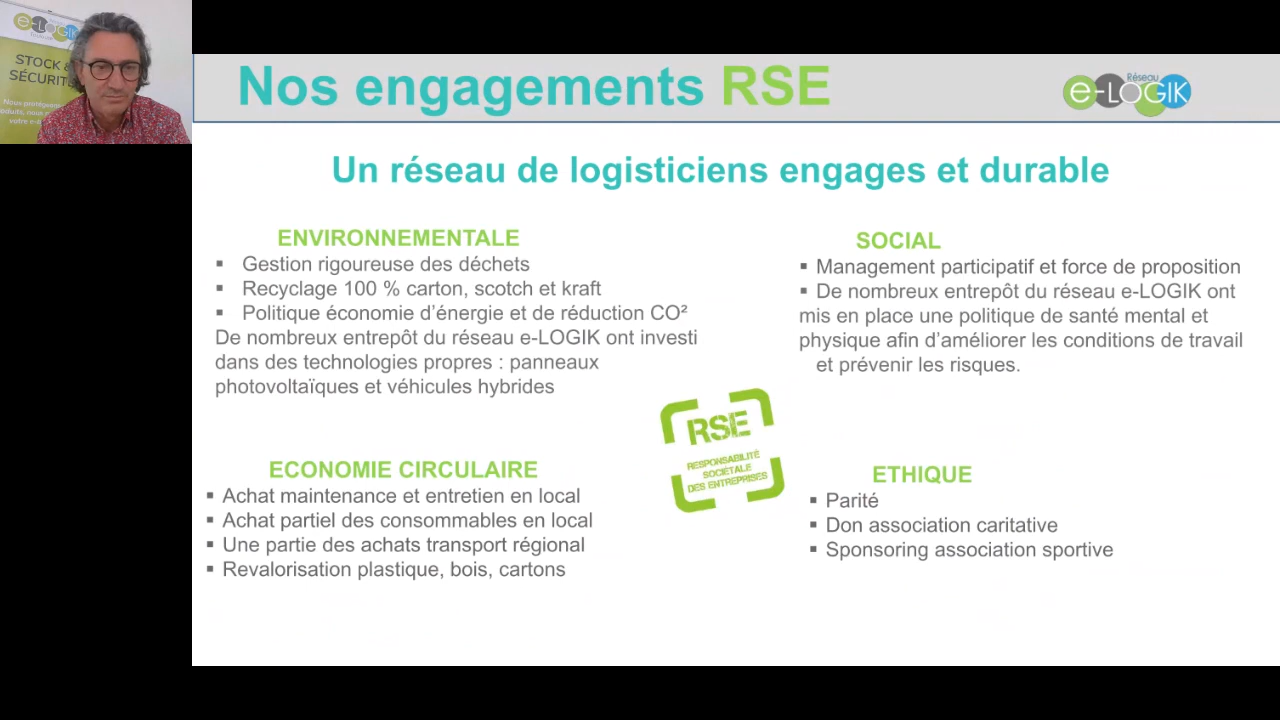 e-LOGIK
STOCK &
SÉCURIT
Nos engagements RSE
Réseau
e-LOGIK
Un réseau de logisticiens engages et durable
ENVIRONNEMENTALE
▪ Gestion rigoureuse des déchets
▪ Recyclage 100 % carton, scotch et kraft
▪ Politique économie d’énergie et de réduction CO²
De nombreux entrepôt du réseau e-LOGIK ont investi
dans des technologies propres : panneaux
photovoltaïques et véhicules hybrides
SOCIAL
▪ Management participatif et force de proposition
▪ De nombreux entrepôt du réseau e-LOGIK ont
mis en place une politique de santé mental et
physique afin d’améliorer les conditions de travail
et prévenir les risques.
RSE
RESPONSABILITÉ
SOCIÉTALE
DES ENTREPRISES
ECONOMIE CIRCULAIRE
▪ Achat maintenance et entretien en local
▪ Achat partiel des consommables en local
▪ Une partie des achats transport régional
▪ Revalorisation plastique, bois, cartons
ETHIQUE
▪ Parité
▪ Don association caritative
▪ Sponsoring association sportive